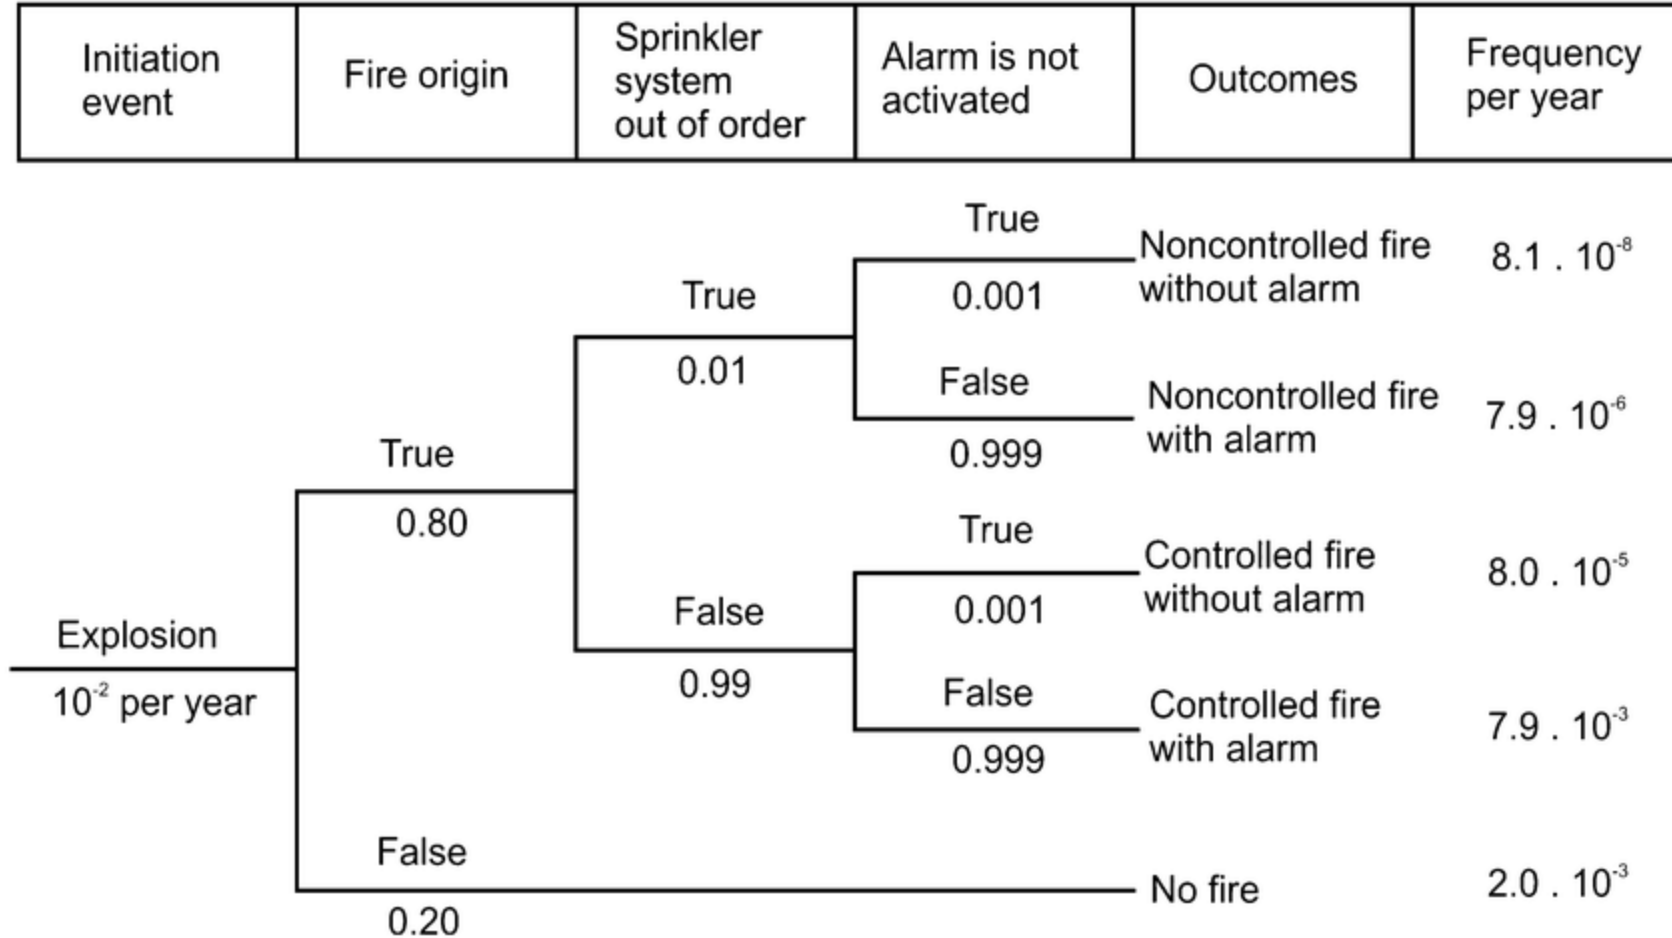 Initiation
event
Fire origin
Sprinkler
system
out of order
Alarm is not
activated
Outcomes
Frequency
per year
True
0.001
Noncontrolled fire
without alarm
8.1 . 10⁻⁸
True
0.01
False
0.999
Noncontrolled fire
with alarm
7.9 . 10⁻⁶
True
0.80
True
0.001
Controlled fire
without alarm
8.0 . 10⁻⁵
False
0.99
Explosion
10⁻² per year
False
0.999
Controlled fire
with alarm
7.9 . 10⁻³
False
0.20
No fire
2.0 . 10⁻³